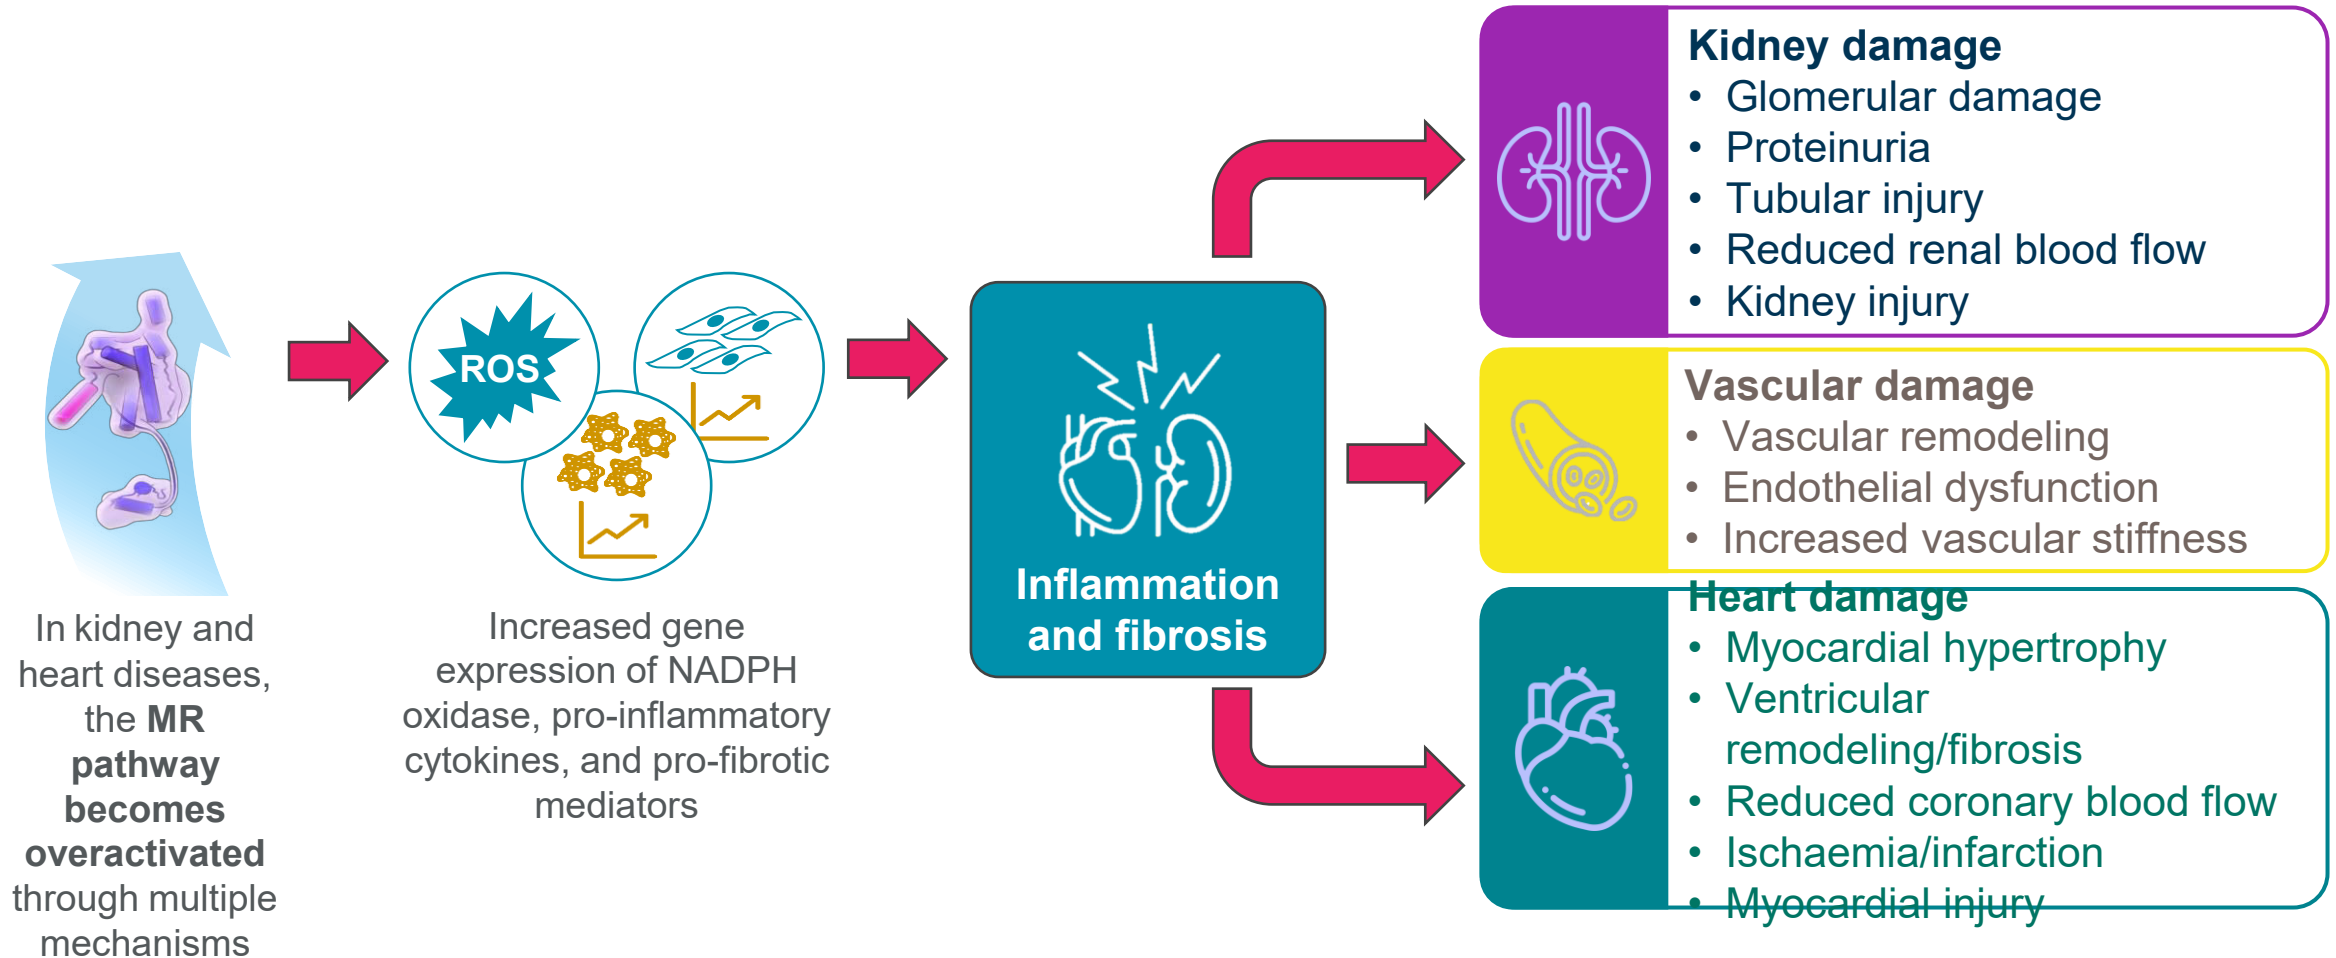 In kidney and
heart diseases,
the MR
pathway
becomes
overactivated
through multiple
mechanisms
ROS
Increased gene
expression of NADPH
oxidase, pro-inflammatory
cytokines, and pro-fibrotic
mediators
Inflammation
and fibrosis
Kidney damage
• Glomerular damage
• Proteinuria
• Tubular injury
• Reduced renal blood flow
• Kidney injury
Vascular damage
• Vascular remodeling
• Endothelial dysfunction
• Increased vascular stiffness
Heart damage
• Myocardial hypertrophy
• Ventricular
remodeling/fibrosis
• Reduced coronary blood flow
• Ischaemia/infarction
• Myocardial injury